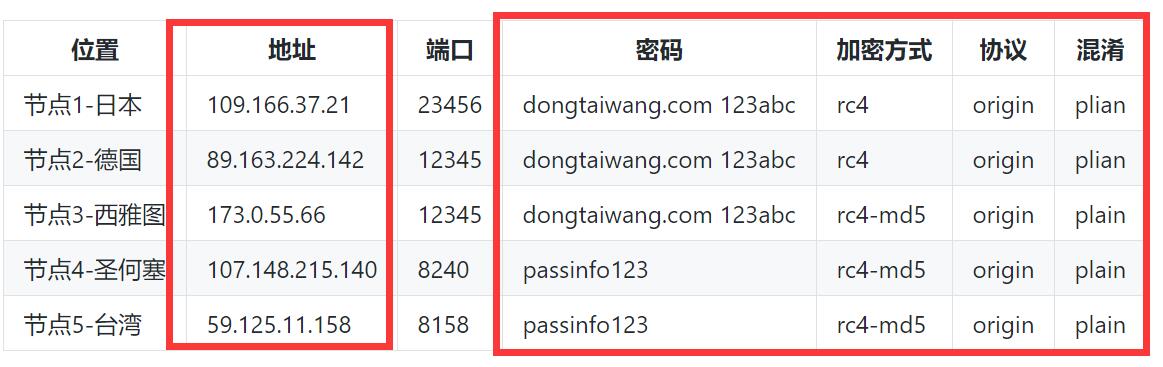 位置 地址 端口 密码 加密方式 协议 混淆
节点1-日本 109.166.37.21 23456 dongtaiwang.com 123abc rc4 origin plian
节点2-德国 89.163.224.142 12345 dongtaiwang.com 123abc rc4 origin plian
节点3-西雅图 173.0.55.66 12345 dongtaiwang.com 123abc rc4-md5 origin plain
节点4-圣何塞 107.148.215.140 8240 passinfo123 rc4-md5 origin plain
节点5-台湾 59.125.11.158 8158 passinfo123 rc4-md5 origin plain